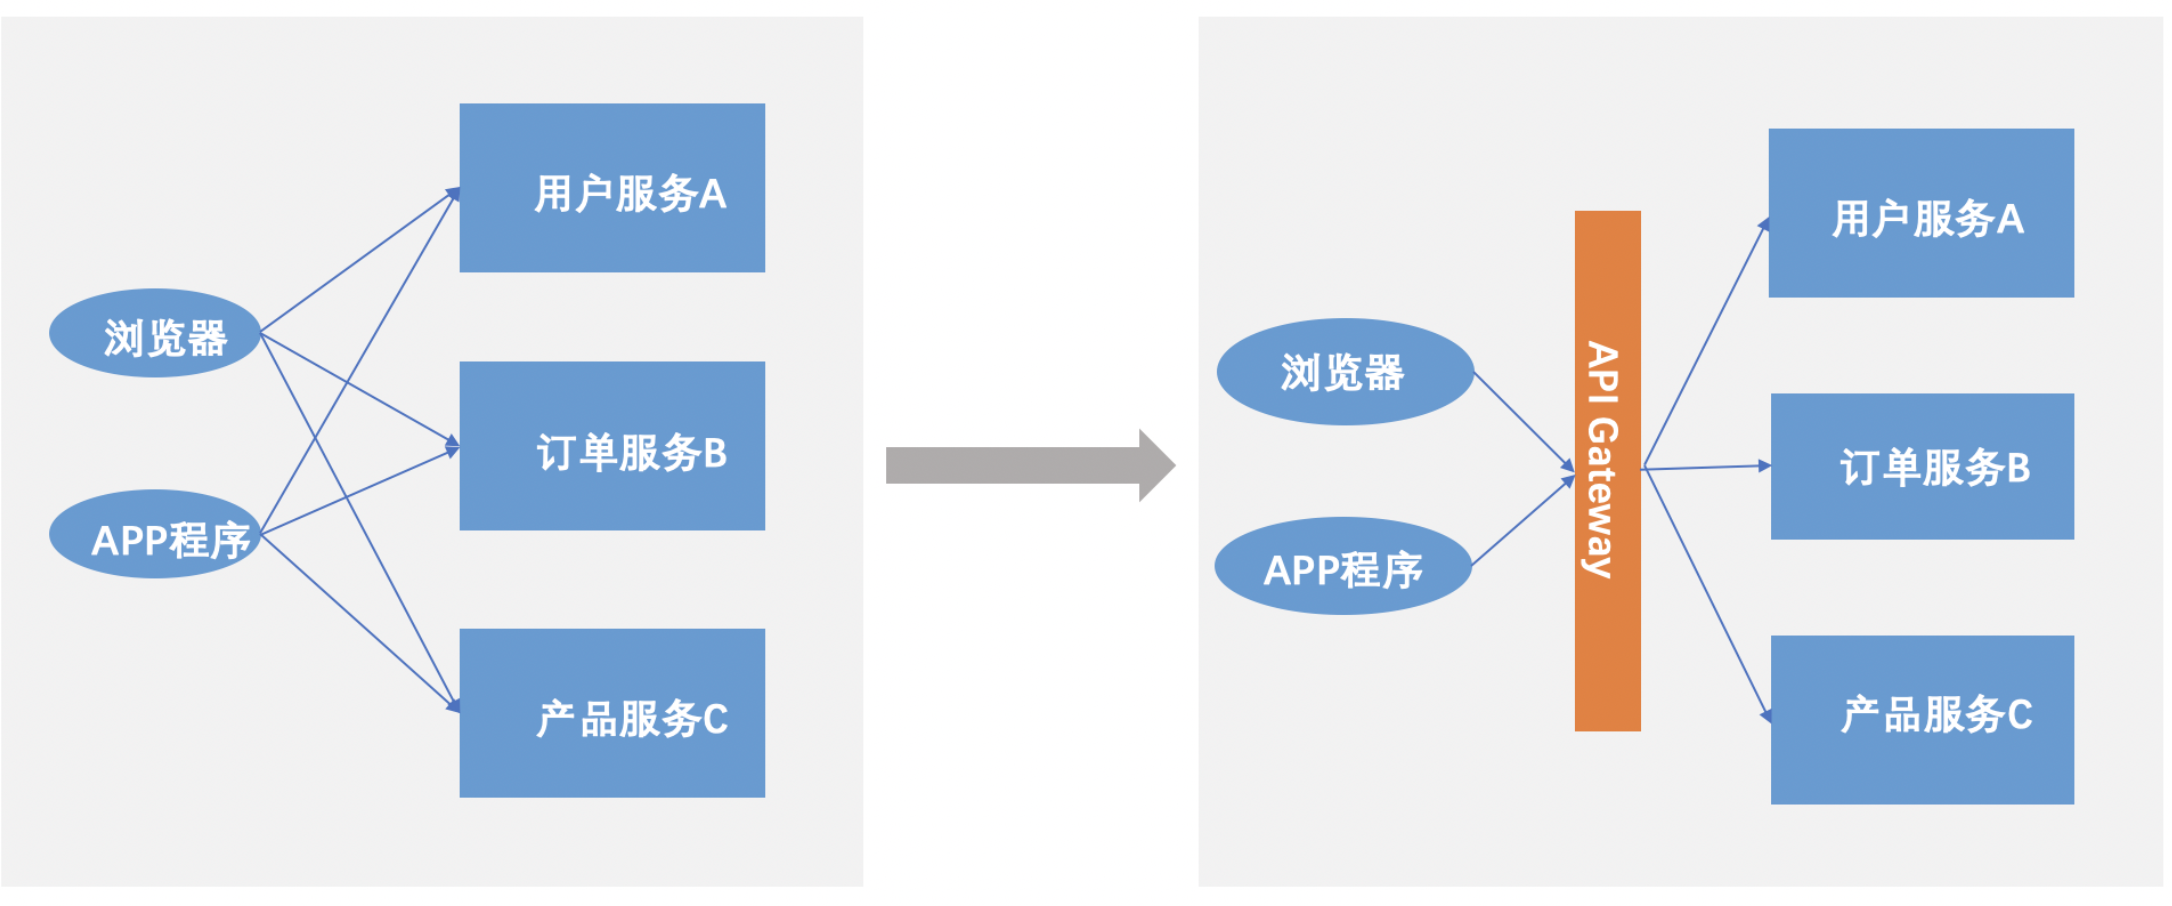 用户服务A
浏览器
订单服务B
APP程序
产品服务C
用户服务A
浏览器
API Gateway
订单服务B
APP程序
产品服务C